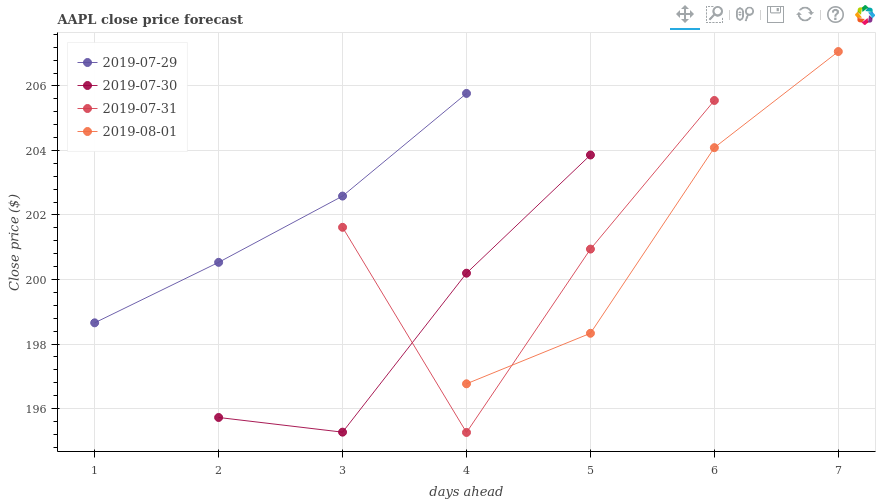 AAPL close price forecast
2019-07-29
2019-07-30
2019-07-31
2019-08-01
Close price ($)
206
204
202
200
198
196
1 2 3 4 5 6 7
days ahead